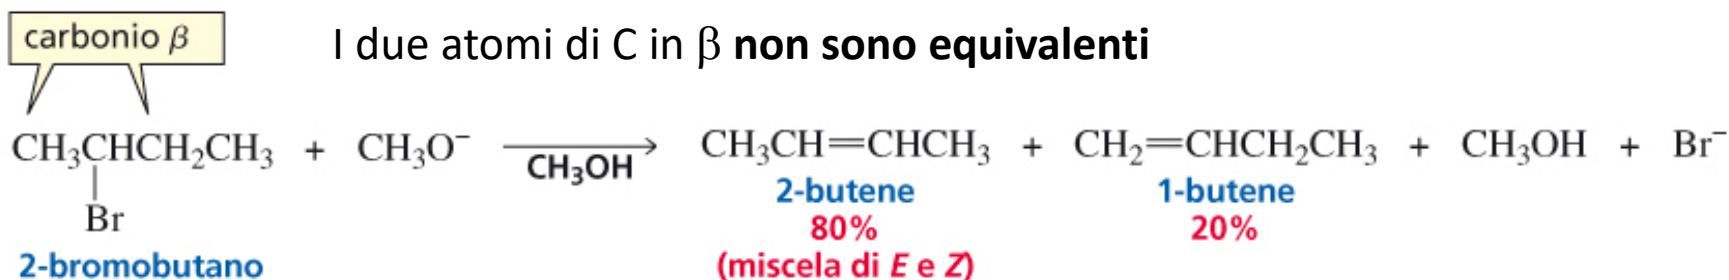 carbonio β
I due atomi di C in β non sono equivalenti
CH₃CHCH₂CH₃ + CH₃O⁻ → CH₃CH=CHCH₃ + CH₂=CHCH₂CH₃ + CH₃OH + Br⁻
CH₃OH
Br
2-butene
1-butene
80%
20%
2-bromobutano
(miscela di E e Z)